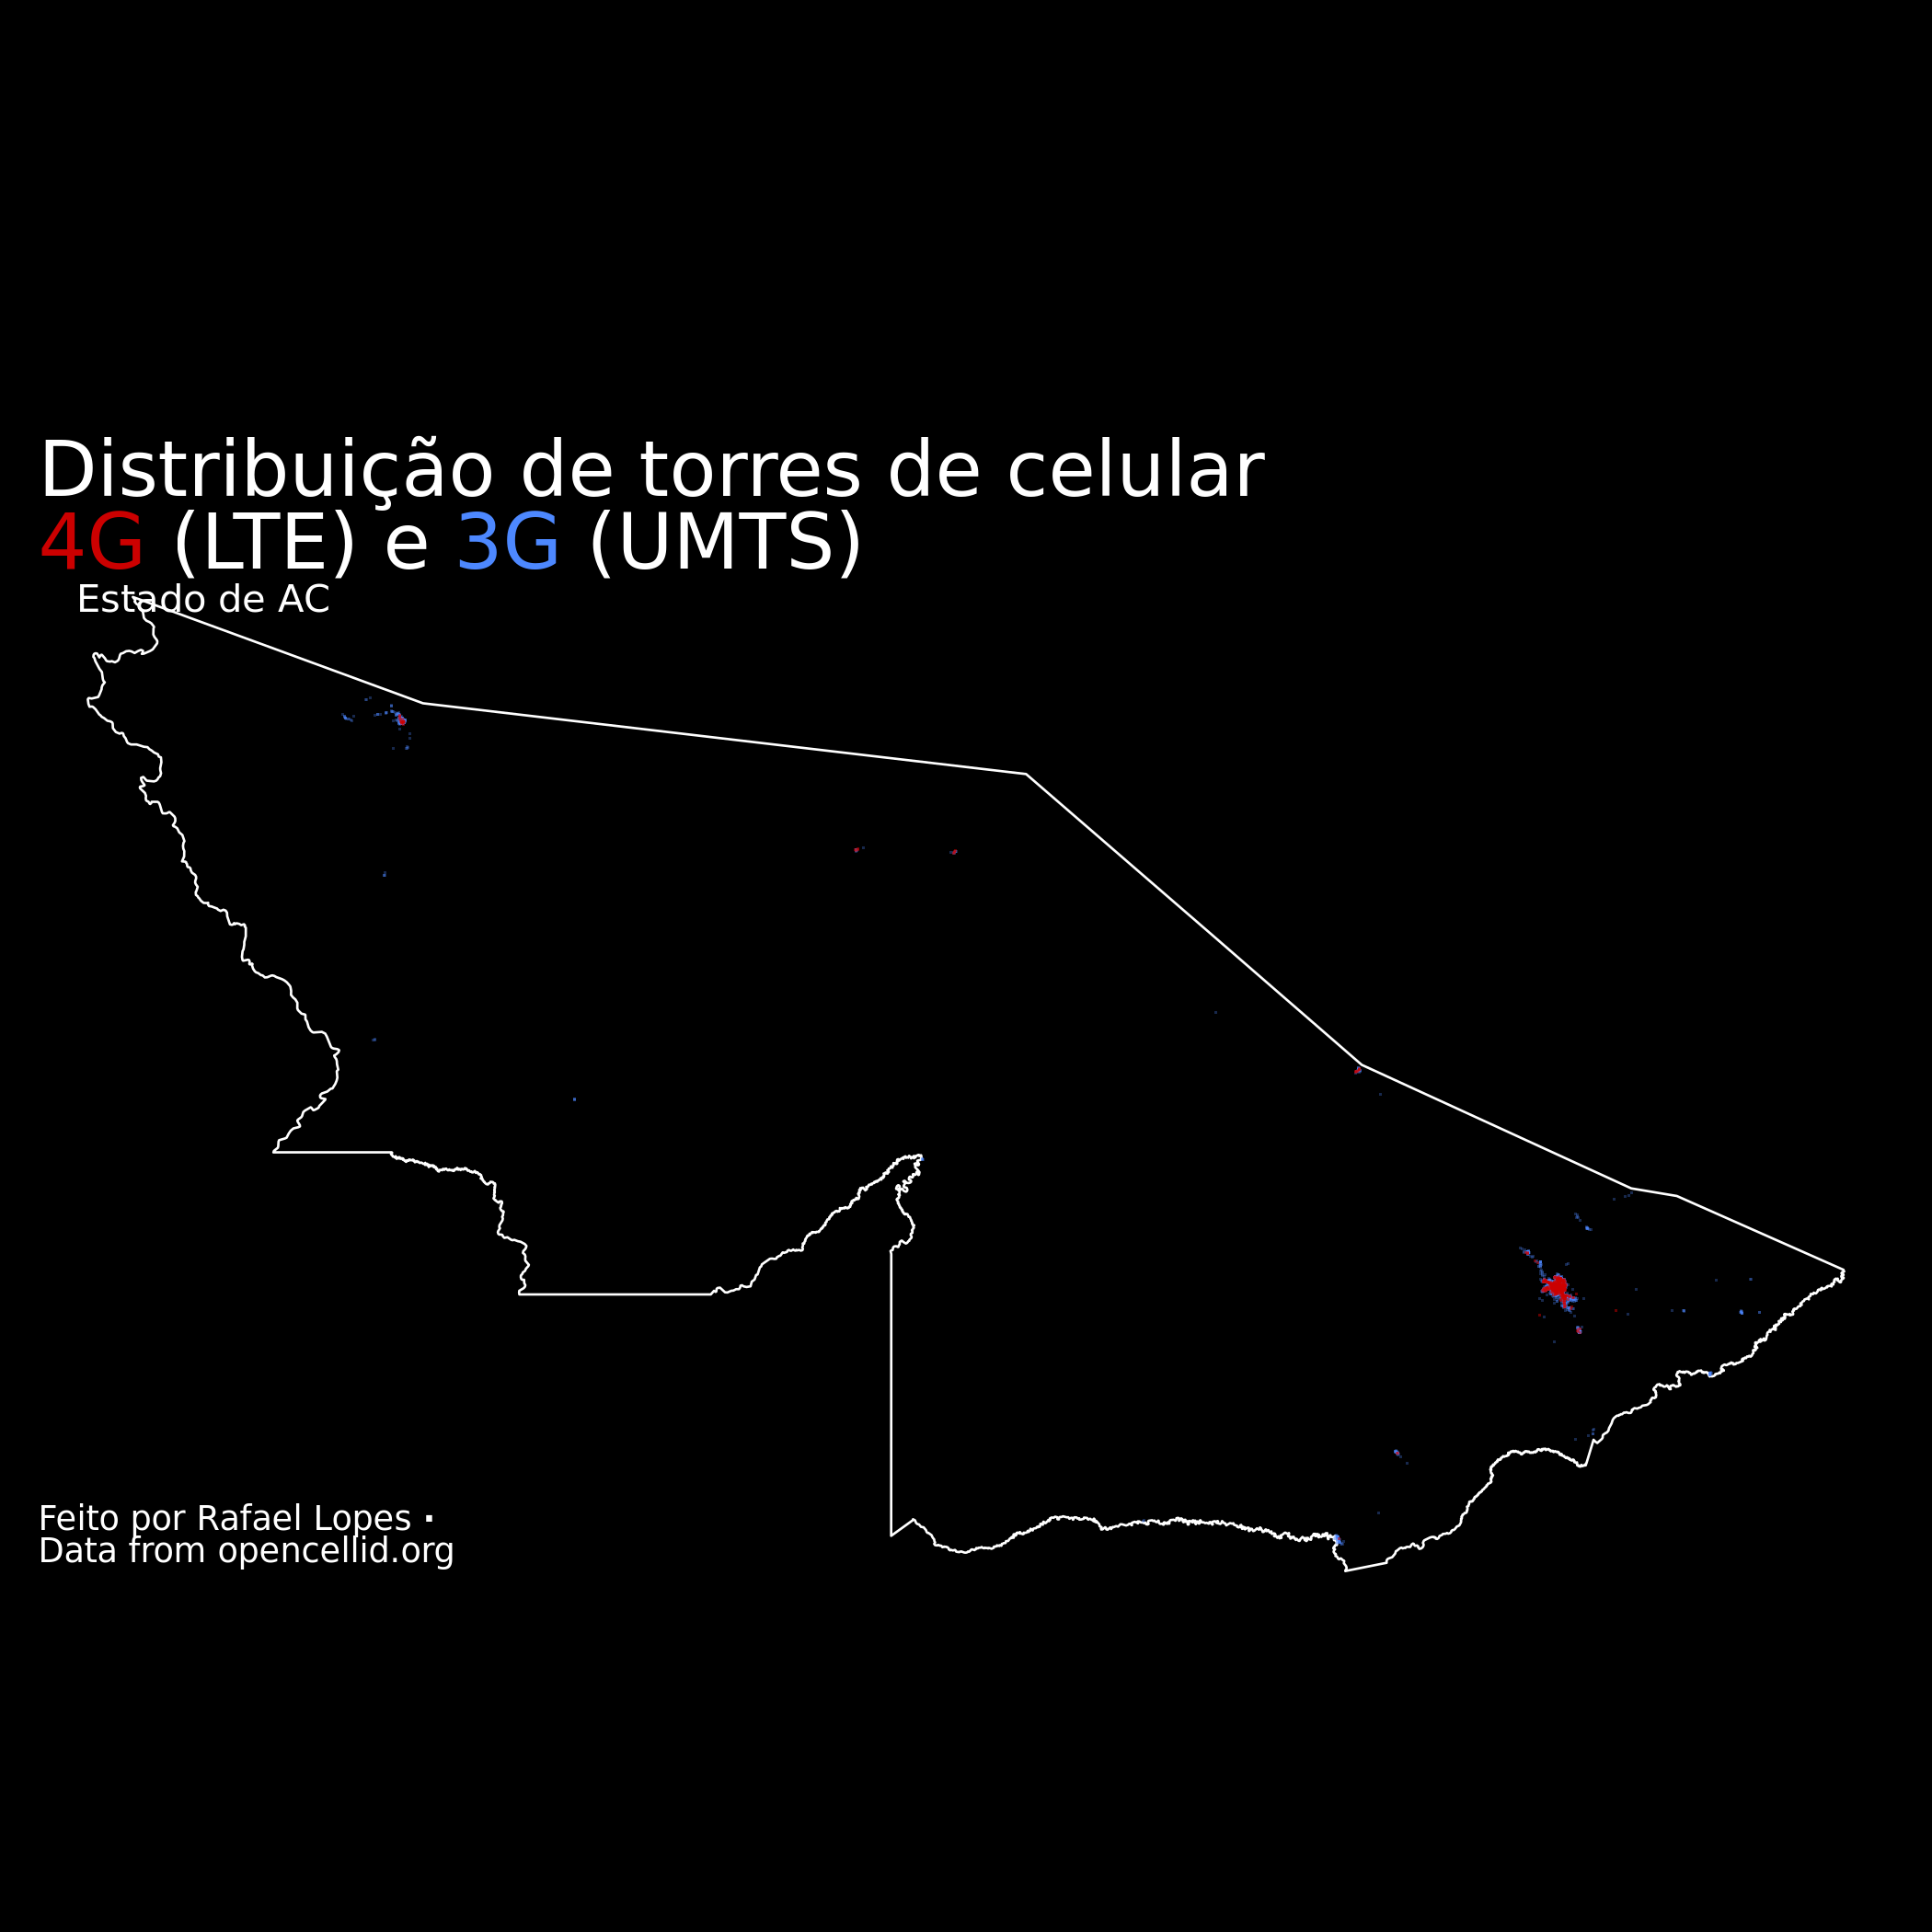 Distribuição de torres de celular
4G (LTE) e 3G (UMTS)
Estado de AC
Feito por Rafael Lopes ·
Data from opencellid.org